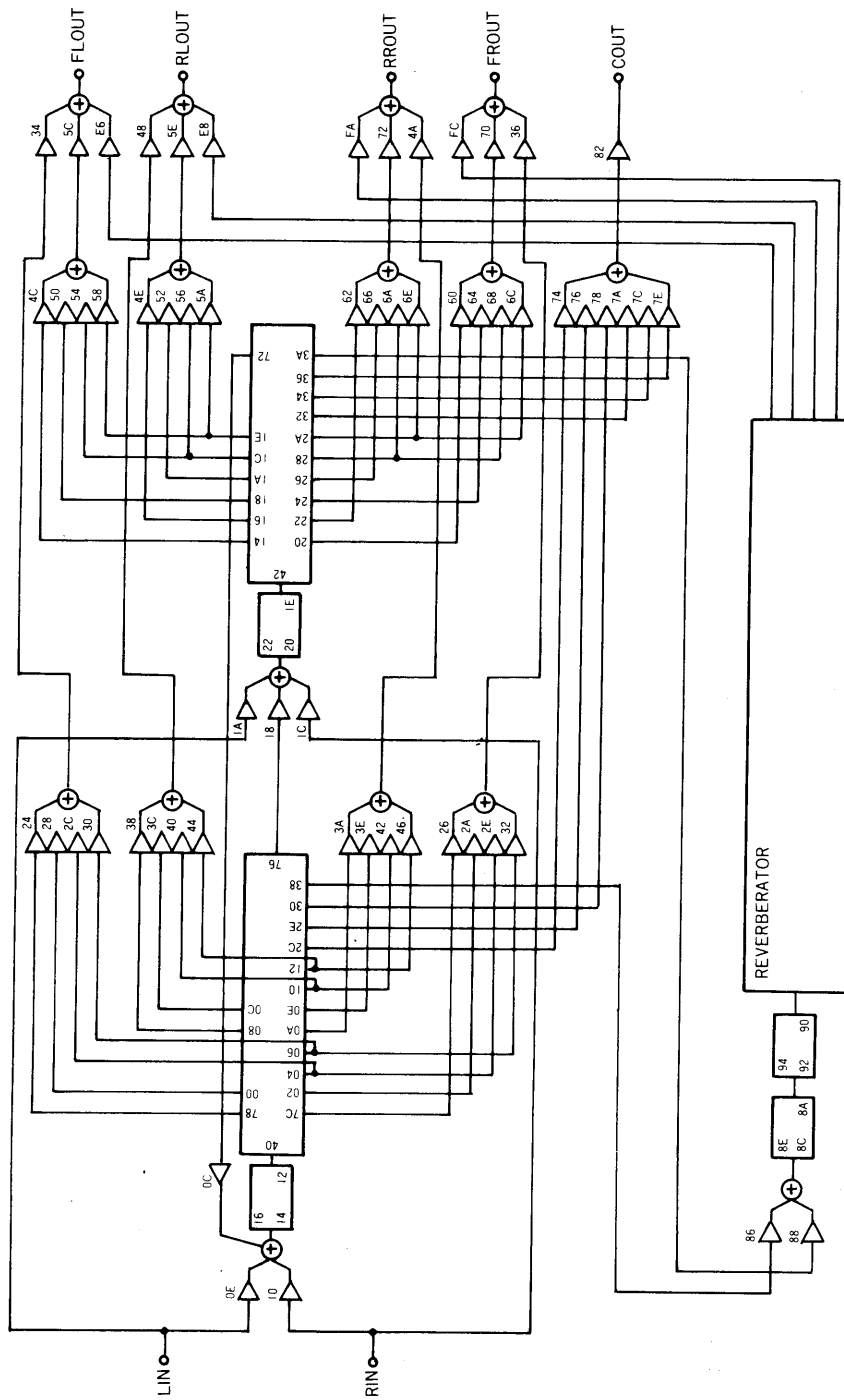 24
28
2C
30
4C
50
54
58
34
5C
E6
FLOUT
38
3C
40
44
4E
52
56
5A
48
5E
E8
RLOUT
LIN
0E
10
RIN
0C
16
14
12
40
78
00
08
0C
76
7C
02
04
06
0A
0E
10
12
2C
2E
30
38
1A
18
1C
22
20
1E
42
14
16
18
1A
1C
1E
72
20
22
24
26
28
2A
32
34
36
3A
3A
3E
42
46
62
66
6A
6E
FA
72
4A
RROUT
26
2A
2E
32
60
64
68
6C
FC
70
36
FROUT
74
76
78
7A
7C
7E
82
COUT
86
88
8E
8C
8A
94
92
90
REVERBERATOR